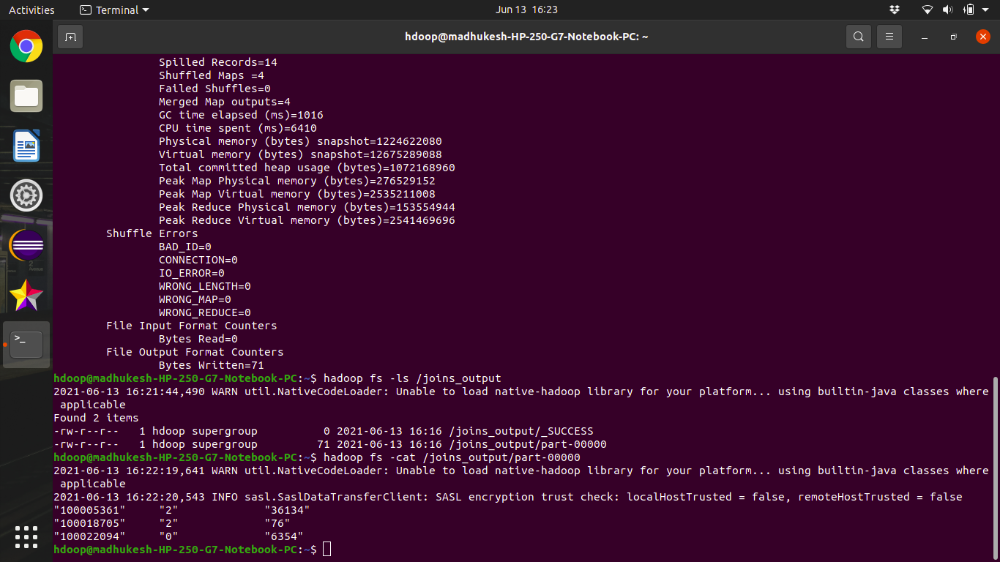 Activities Terminal Jun 13 16:23
hdoop@madhukesh-HP-250-G7-Notebook-PC: ~
Spilled Records=14
Shuffled Maps =4
Failed Shuffles=0
Merged Map outputs=4
GC time elapsed (ms)=1016
CPU time spent (ms)=6410
Physical memory (bytes) snapshot=1224622080
Virtual memory (bytes) snapshot=12675289088
Total committed heap usage (bytes)=1072168960
Peak Map Physical memory (bytes)=276529152
Peak Map Virtual memory (bytes)=2535211008
Peak Reduce Physical memory (bytes)=153554944
Peak Reduce Virtual memory (bytes)=2541469696
Shuffle Errors
BAD_ID=0
CONNECTION=0
IO_ERROR=0
WRONG_LENGTH=0
WRONG_MAP=0
WRONG_REDUCE=0
File Input Format Counters
Bytes Read=0
File Output Format Counters
Bytes Written=71
hdoop@madhukesh-HP-250-G7-Notebook-PC:~$ hadoop fs -ls /joins_output
2021-06-13 16:21:44,490 WARN util.NativeCodeLoader: Unable to load native-hadoop library for your platform... using builtin-java classes where
applicable
Found 2 items
-rw-r--r-- 1 hdoop supergroup 0 2021-06-13 16:16 /joins_output/_SUCCESS
-rw-r--r-- 1 hdoop supergroup 71 2021-06-13 16:16 /joins_output/part-00000
hdoop@madhukesh-HP-250-G7-Notebook-PC:~$ hadoop fs -cat /joins_output/part-00000
2021-06-13 16:22:19,641 WARN util.NativeCodeLoader: Unable to load native-hadoop library for your platform... using builtin-java classes where
applicable
2021-06-13 16:22:20,543 INFO sasl.SaslDataTransferClient: SASL encryption trust check: localHostTrusted = false, remoteHostTrusted = false
"100005361" "2" "36134"
"100018705" "2" "76"
"100022094" "0" "6354"
hdoop@madhukesh-HP-250-G7-Notebook-PC:~$